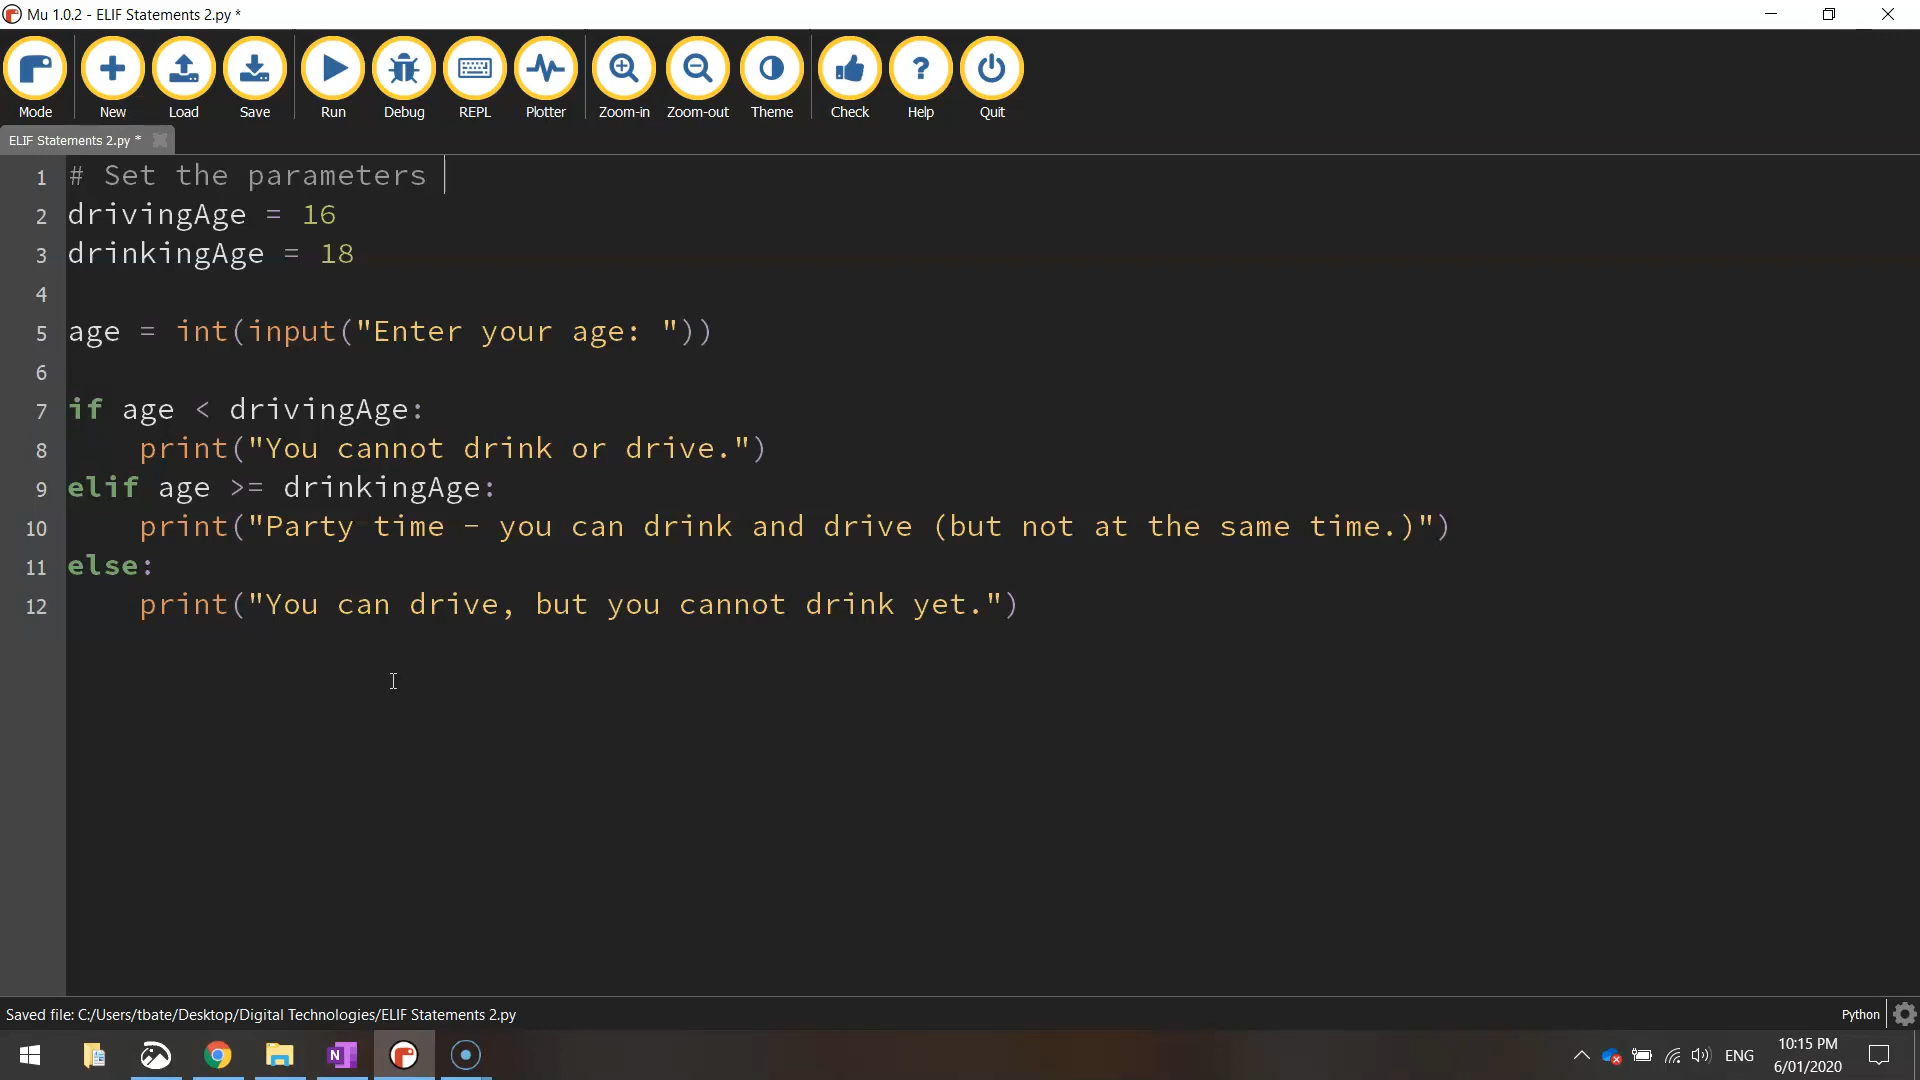 Mu 1.0.2 - ELIF Statements 2.py *
Mode New Load Save Run Debug REPL Plotter Zoom-in Zoom-out Theme Check Help Quit
ELIF Statements 2.py *
1 # Set the parameters
2 drivingAge = 16
3 drinkingAge = 18
4
5 age = int(input("Enter your age: "))
6
7 if age < drivingAge:
8     print("You cannot drink or drive.")
9 elif age >= drinkingAge:
10     print("Party time - you can drink and drive (but not at the same time.)")
11 else:
12     print("You can drive, but you cannot drink yet.")
Saved file: C:/Users/tbate/Desktop/Digital Technologies/ELIF Statements 2.py
Python
N
ENG
10:15 PM
6/01/2020